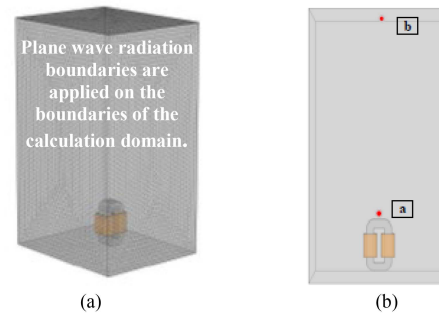 Plane wave radiation
boundaries are
applied on the
boundaries of the
calculation domain.
b
a
(a)
(b)